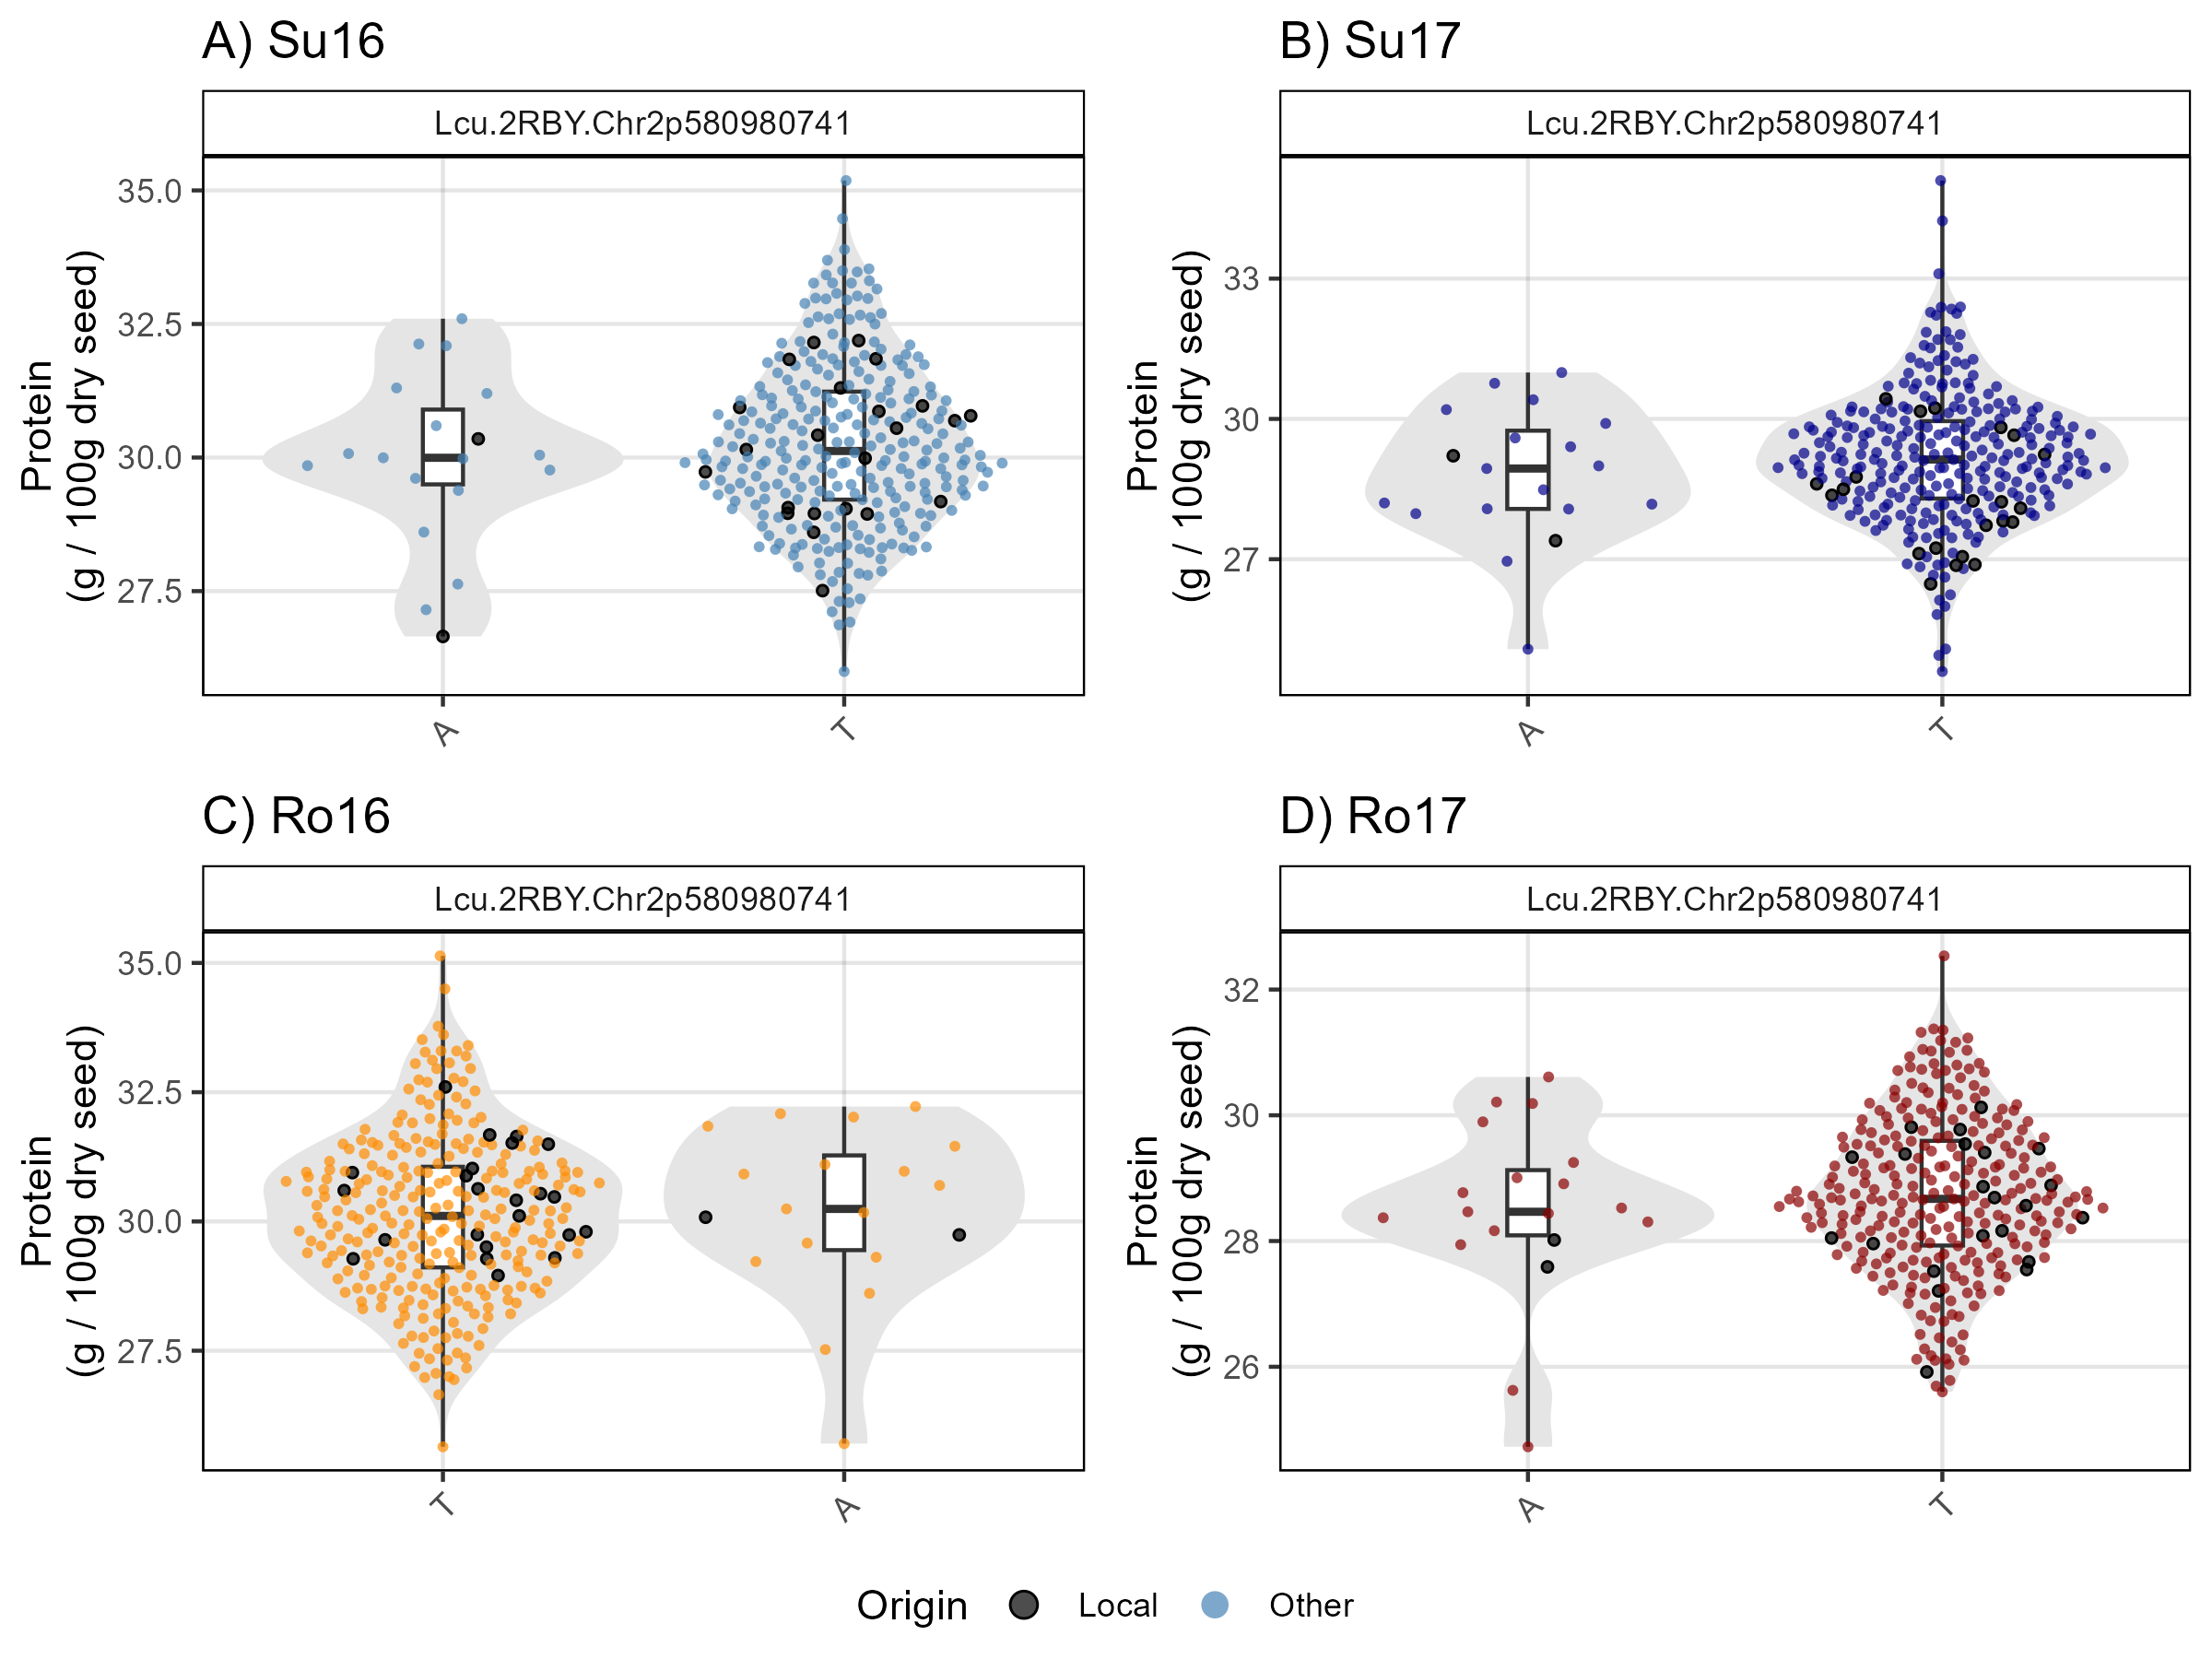 A) Su16
Lcu.2RBY.Chr2p580980741
Protein
(g / 100g dry seed)
35.0
32.5
30.0
27.5
A
T
B) Su17
Lcu.2RBY.Chr2p580980741
Protein
(g / 100g dry seed)
33
30
27
A
T
C) Ro16
Lcu.2RBY.Chr2p580980741
Protein
(g / 100g dry seed)
35.0
32.5
30.0
27.5
T
A
D) Ro17
Lcu.2RBY.Chr2p580980741
Protein
(g / 100g dry seed)
32
30
28
26
A
T
Origin Local Other